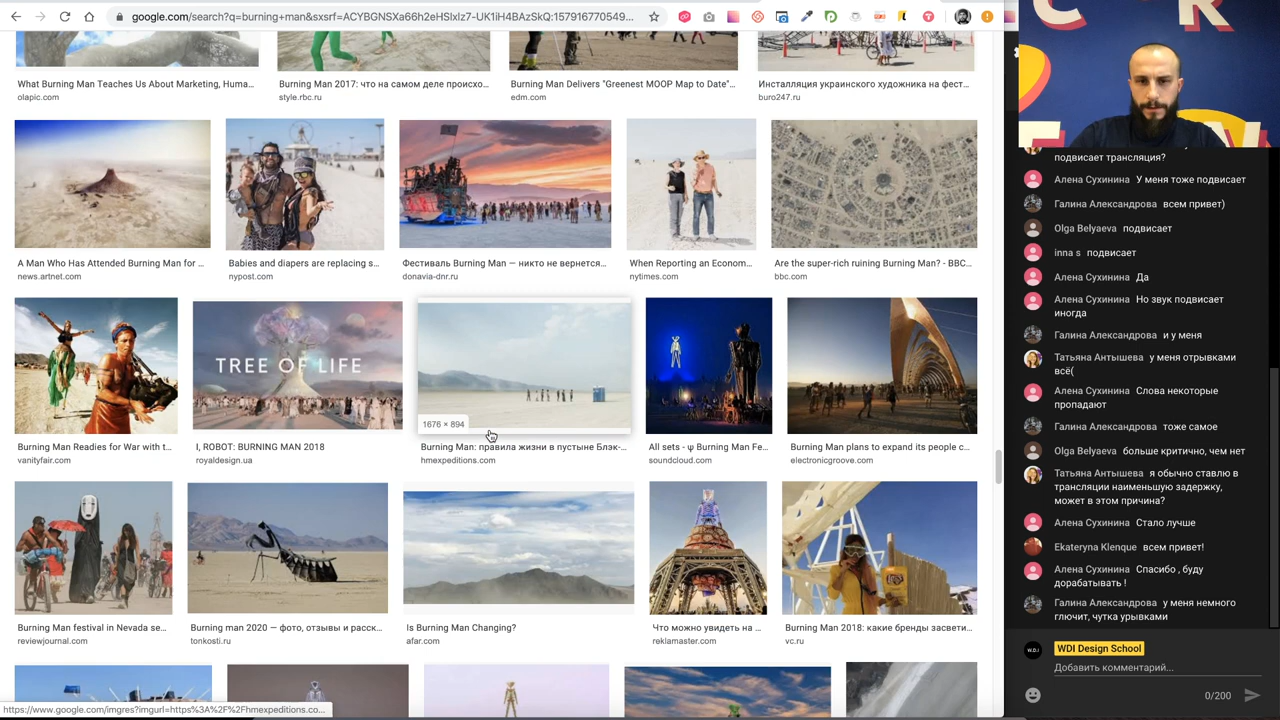 google.com/search?q=burning+man&sxsrf=ACYBGNSXa66h2eHSlxlz7-UK1iH4BAzSkQ:157916770549...
What Burning Man Teaches Us About Marketing, Huma...
olapic.com
Burning Man 2017: что на самом деле происхо...
style.rbc.ru
Burning Man Delivers "Greenest MOOP Map to Date"...
edm.com
Инсталляция украинского художника на фест...
buro247.ru
A Man Who Has Attended Burning Man for ...
news.artnet.com
Babies and diapers are replacing s...
nypost.com
Фестиваль Burning Man — никто не вернется...
donavia-dnr.ru
When Reporting an Econom...
nytimes.com
Are the super-rich ruining Burning Man? - BBC...
bbc.com
TREE OF LIFE
1676 × 894
Burning Man Readies for War with t...
vanityfair.com
I, ROBOT: BURNING MAN 2018
royaldesign.ua
Burning Man: правила жизни в пустыне Блэк-...
hmexpeditions.com
All sets - ψ Burning Man Fe...
soundcloud.com
Burning Man plans to expand its people c...
electronicgroove.com
Burning Man festival in Nevada se...
reviewjournal.com
Burning man 2020 — фото, отзывы и расск...
tonkosti.ru
Is Burning Man Changing?
afar.com
Что можно увидеть на ...
reklamaster.com
Burning Man 2018: какие бренды засвети...
vc.ru
https://www.google.com/imgres?imgurl=https%3A%2F%2Fhmexpeditions.co...
подвисает трансляция?
Алена Сухинина У меня тоже подвисает
Галина Александрова всем привет)
Olga Belyaeva подвисает
inna s подвисает
Алена Сухинина Да
Алена Сухинина Но звук подвисает
иногда
Галина Александрова и у меня
Татьяна Антышева у меня отрывками
всё(
Алена Сухинина Слова некоторые
пропадают
Галина Александрова тоже самое
Olga Belyaeva больше критично, чем нет
Татьяна Антышева я обычно ставлю в
трансляции наименьшую задержку,
может в этом причина?
Алена Сухинина Стало лучше
Ekateryna Klenque всем привет!
Алена Сухинина Спасибо , буду
дорабатывать !
Галина Александрова у меня немного
глючит, чутка урывками
W.D.I
WDI Design School
Добавить комментарий...
0/200